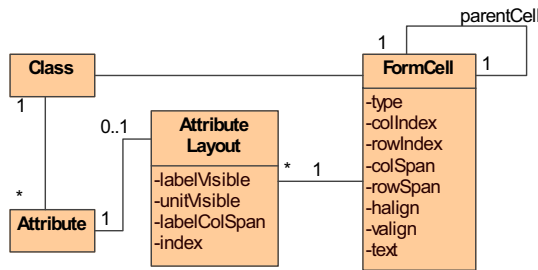 parentCell
1
Class
FormCell
1
1
-type
-colIndex
-rowIndex
-colSpan
-rowSpan
-halign
-valign
-text
0..1
Attribute
Layout
-labelVisible
-unitVisible
-labelColSpan
-index
*
1
*
Attribute
1